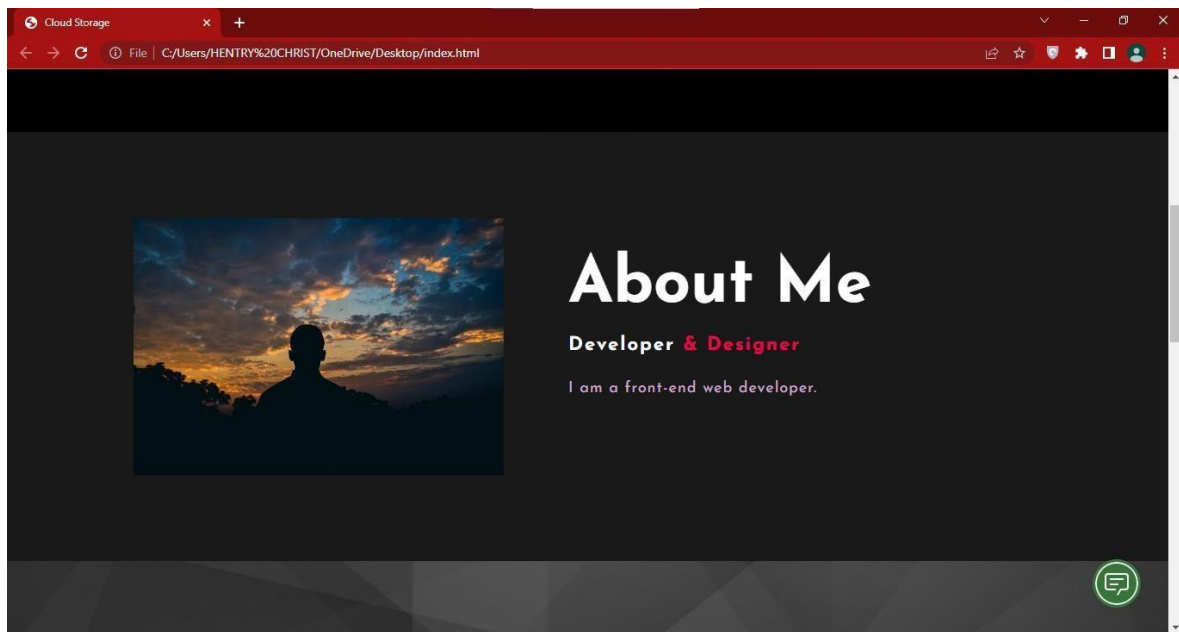 Cloud Storage
File | C:/Users/HENTRY%20CHRIST/OneDrive/Desktop/index.html
About Me
Developer & Designer
I am a front-end web developer.